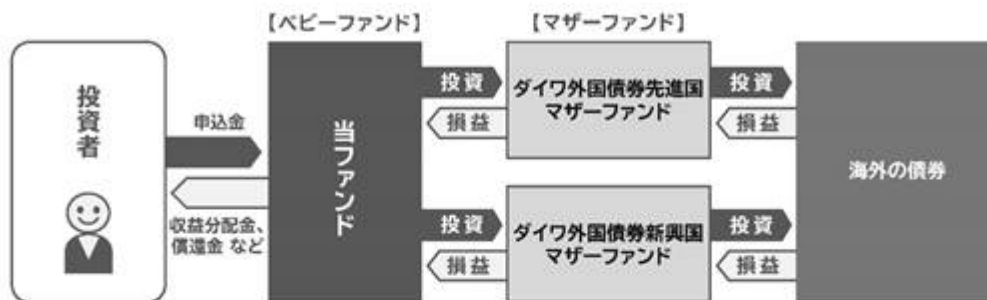 【ベビーファンド】
【マザーファンド】
投資者
申込金
収益分配金、
償還金 など
当ファンド
投資
損益
ダイワ外国債券先進国
マザーファンド
投資
損益
投資
損益
ダイワ外国債券新興国
マザーファンド
投資
損益
海外の債券